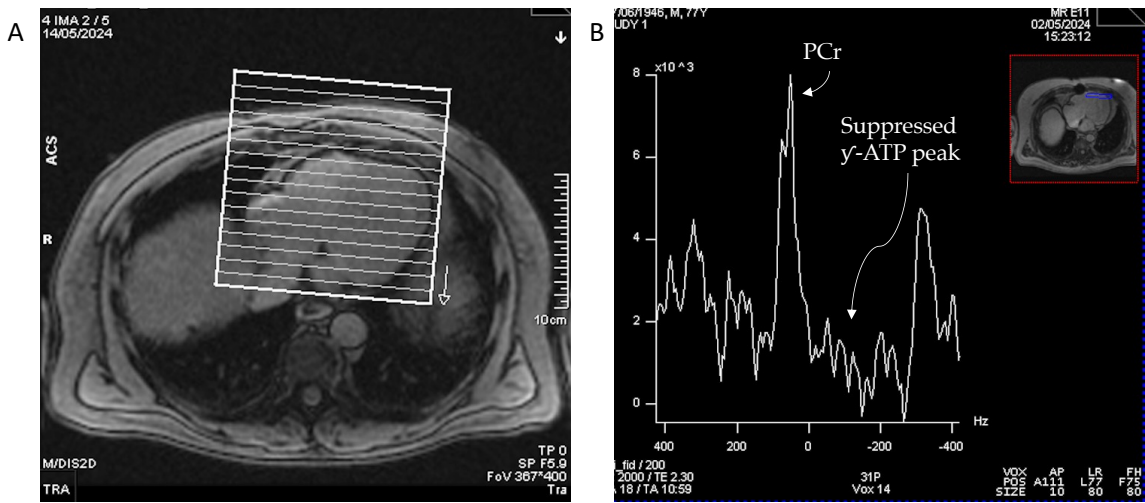 A
4 IMA 2 / 5
14/05/2024
ACS
R
10cm
M/DIS2D
TRA
TP 0
SP F5.9
FoV 367*400
Tra
B
/06/1946, M, 77Y
UDY 1
MR E11
02/05/2024
15:23:12
x10 ^3
PCr
Suppressed
γ-ATP peak
8
6
4
2
0
400
200
0
-200
-400
Hz
i_fid / 200
2000 / TE 2.30
18 / TA 10:59
31P
Vox 14
VOX AP LR FH
POS A111 L77 F75
SIZE 10 80 80